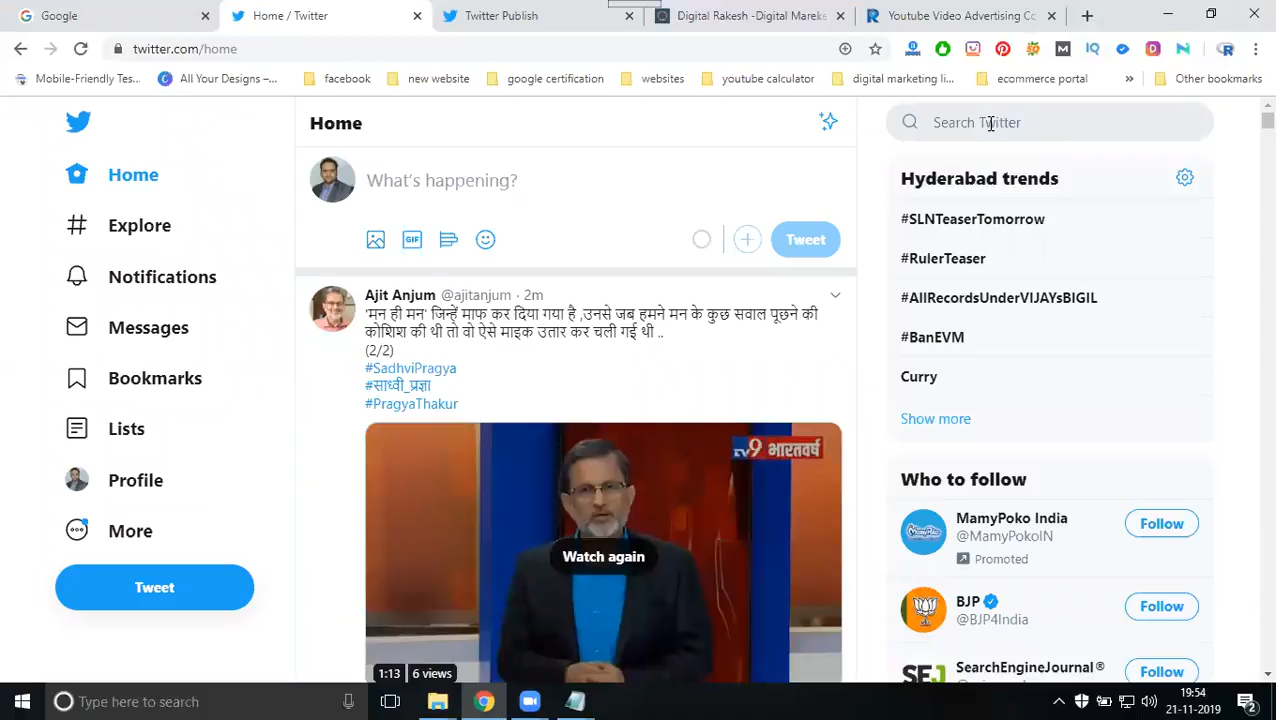 Google
Home / Twitter
Twitter Publish
Digital Rakesh -Digital Mareke
Youtube Video Advertising Co
twitter.com/home
Mobile-Friendly Tes...
All Your Designs –...
facebook
new website
google certification
websites
youtube calculator
digital marketing li...
ecommerce portal
»
Other bookmarks
Home
Explore
Notifications
Messages
Bookmarks
Lists
Profile
More
Tweet
Home
What's happening?
GIF
Tweet
Ajit Anjum @ajitanjum · 2m
'मन ही मन' जिन्हें माफ कर दिया गया है ,उनसे जब हमने मन के कुछ सवाल पूछने की
कोशिश की थी तो वो ऐसे माइक उतार कर चली गई थी ..
(2/2)
#SadhviPragya
#साध्वी_प्रज्ञा
#PragyaThakur
TV9 भारतवर्ष
Watch again
1:13
6 views
Search Twitter
Hyderabad trends
#SLNTeaserTomorrow
#RulerTeaser
#AllRecordsUnderVIJAYsBIGIL
#BanEVM
Curry
Show more
Who to follow
MamyPoko India
@MamyPokoIN
Promoted
Follow
BJP
@BJP4India
Follow
SEJ
SearchEngineJournal®
Follow
Type here to search
19:54
21-11-2019
2